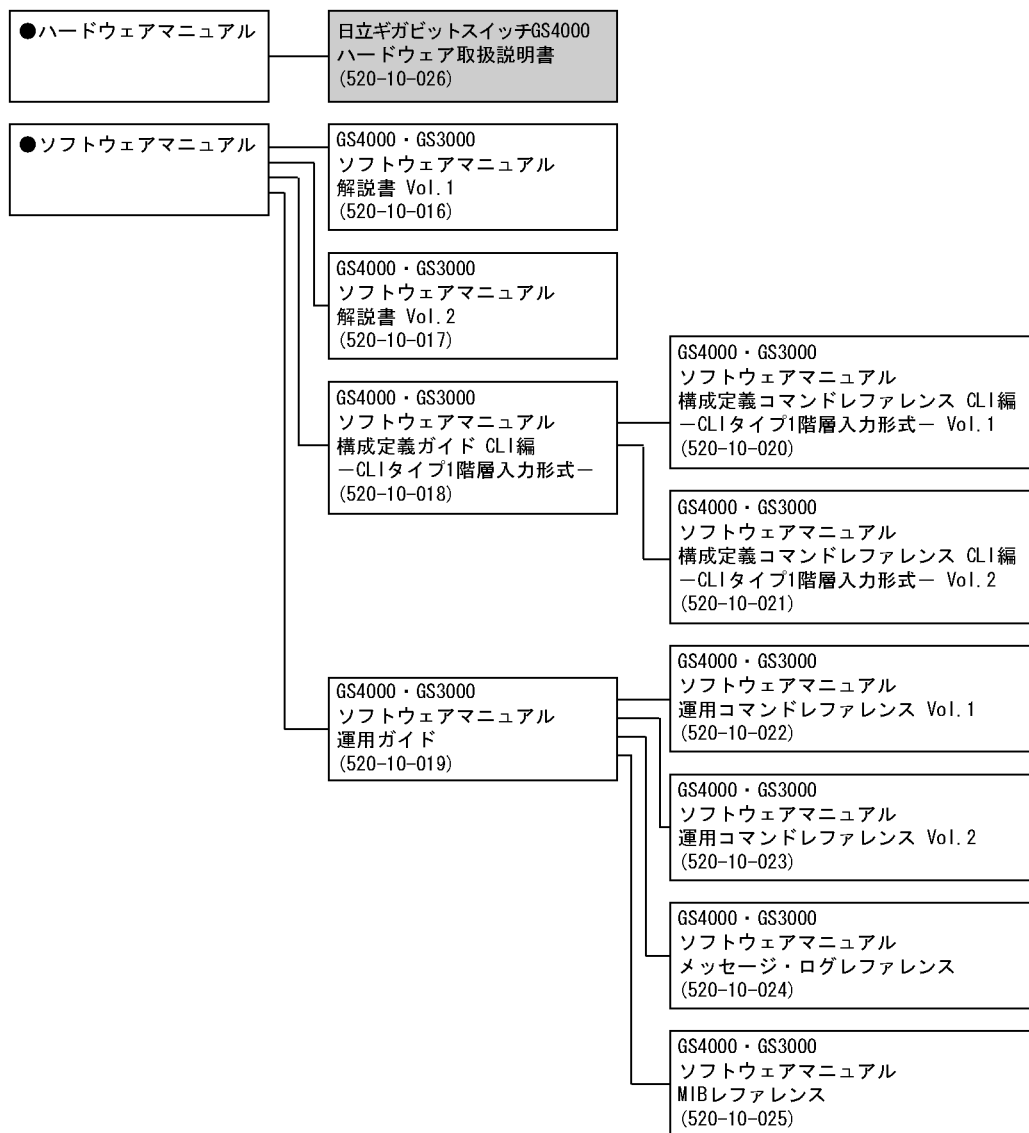 ●ハードウェアマニュアル
日立ギガビットスイッチGS4000
ハードウェア取扱説明書
(520-10-026)
●ソフトウェアマニュアル
GS4000・GS3000
ソフトウェアマニュアル
解説書 Vol.1
(520-10-016)
GS4000・GS3000
ソフトウェアマニュアル
解説書 Vol.2
(520-10-017)
GS4000・GS3000
ソフトウェアマニュアル
構成定義ガイド CLI編
－CLIタイプ1階層入力形式－
(520-10-018)
GS4000・GS3000
ソフトウェアマニュアル
構成定義コマンドレファレンス CLI編
－CLIタイプ1階層入力形式－ Vol.1
(520-10-020)
GS4000・GS3000
ソフトウェアマニュアル
構成定義コマンドレファレンス CLI編
－CLIタイプ1階層入力形式－ Vol.2
(520-10-021)
GS4000・GS3000
ソフトウェアマニュアル
運用ガイド
(520-10-019)
GS4000・GS3000
ソフトウェアマニュアル
運用コマンドレファレンス Vol.1
(520-10-022)
GS4000・GS3000
ソフトウェアマニュアル
運用コマンドレファレンス Vol.2
(520-10-023)
GS4000・GS3000
ソフトウェアマニュアル
メッセージ・ログレファレンス
(520-10-024)
GS4000・GS3000
ソフトウェアマニュアル
MIBレファレンス
(520-10-025)